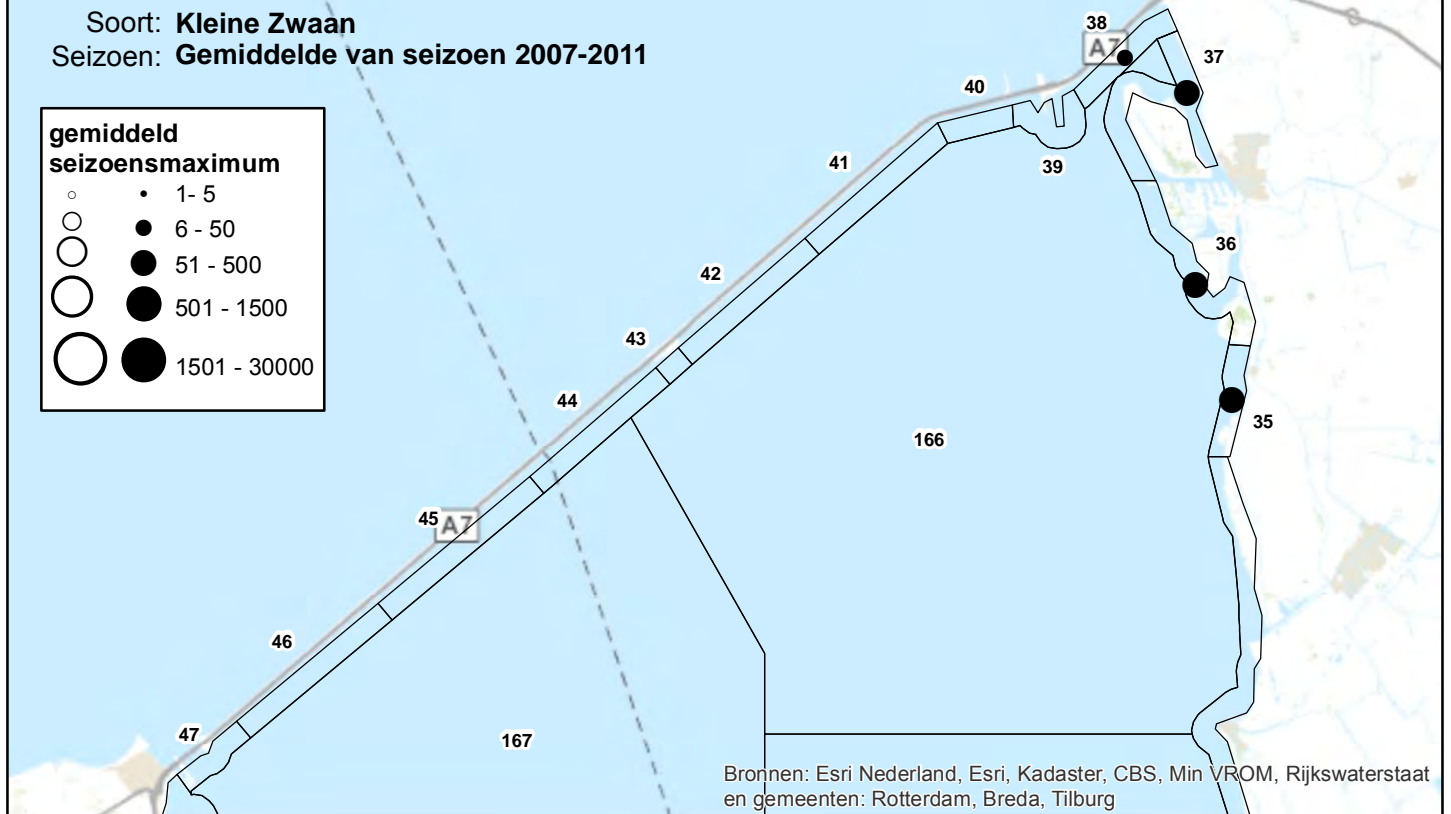 Soort: Kleine Zwaan
Seizoen: Gemiddelde van seizoen 2007-2011
gemiddeld
seizoensmaximum
1- 5
6 - 50
51 - 500
501 - 1500
1501 - 30000
38
A7
37
40
41
39
36
42
43
44
35
166
45
A7
46
47
167
Bronnen: Esri Nederland, Esri, Kadaster, CBS, Min VROM, Rijkswaterstaat
en gemeenten: Rotterdam, Breda, Tilburg